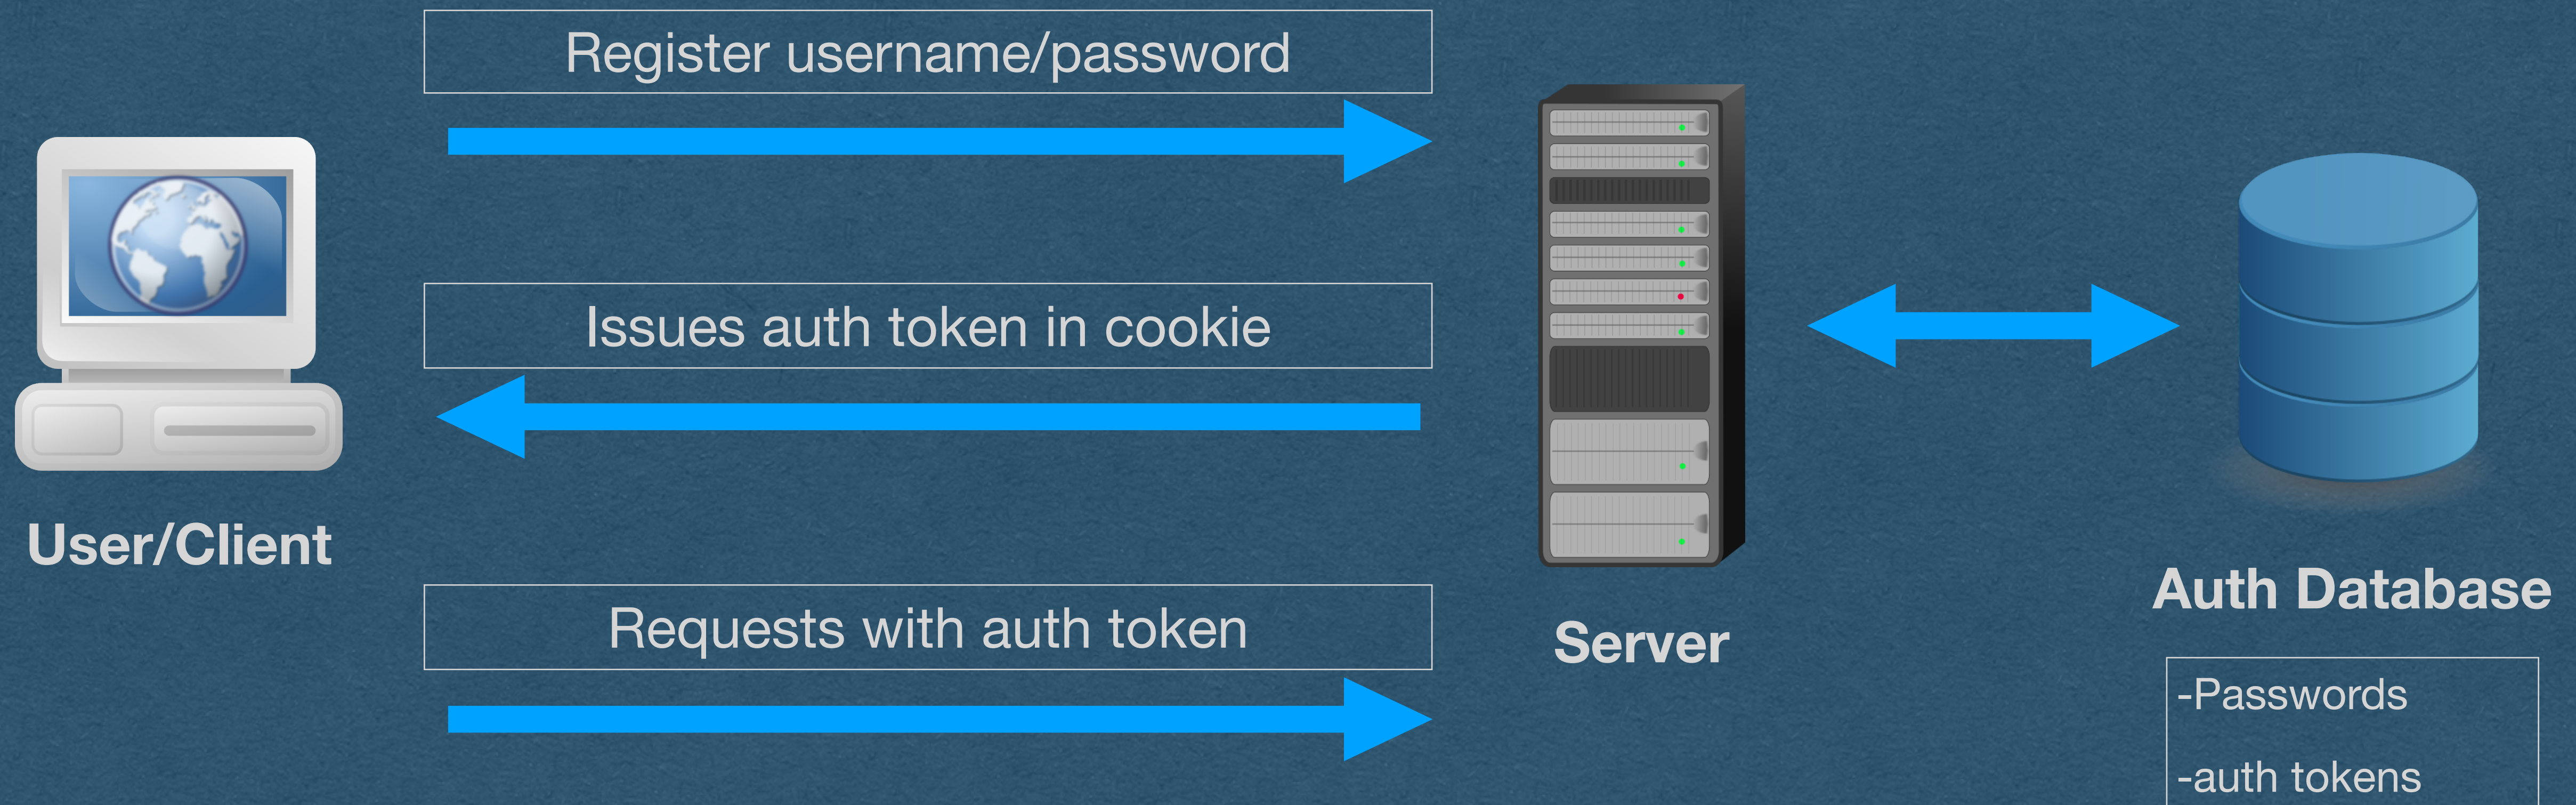 Register username/password
Issues auth token in cookie
User/Client
Requests with auth token
Server
Auth Database
-Passwords
-auth tokens